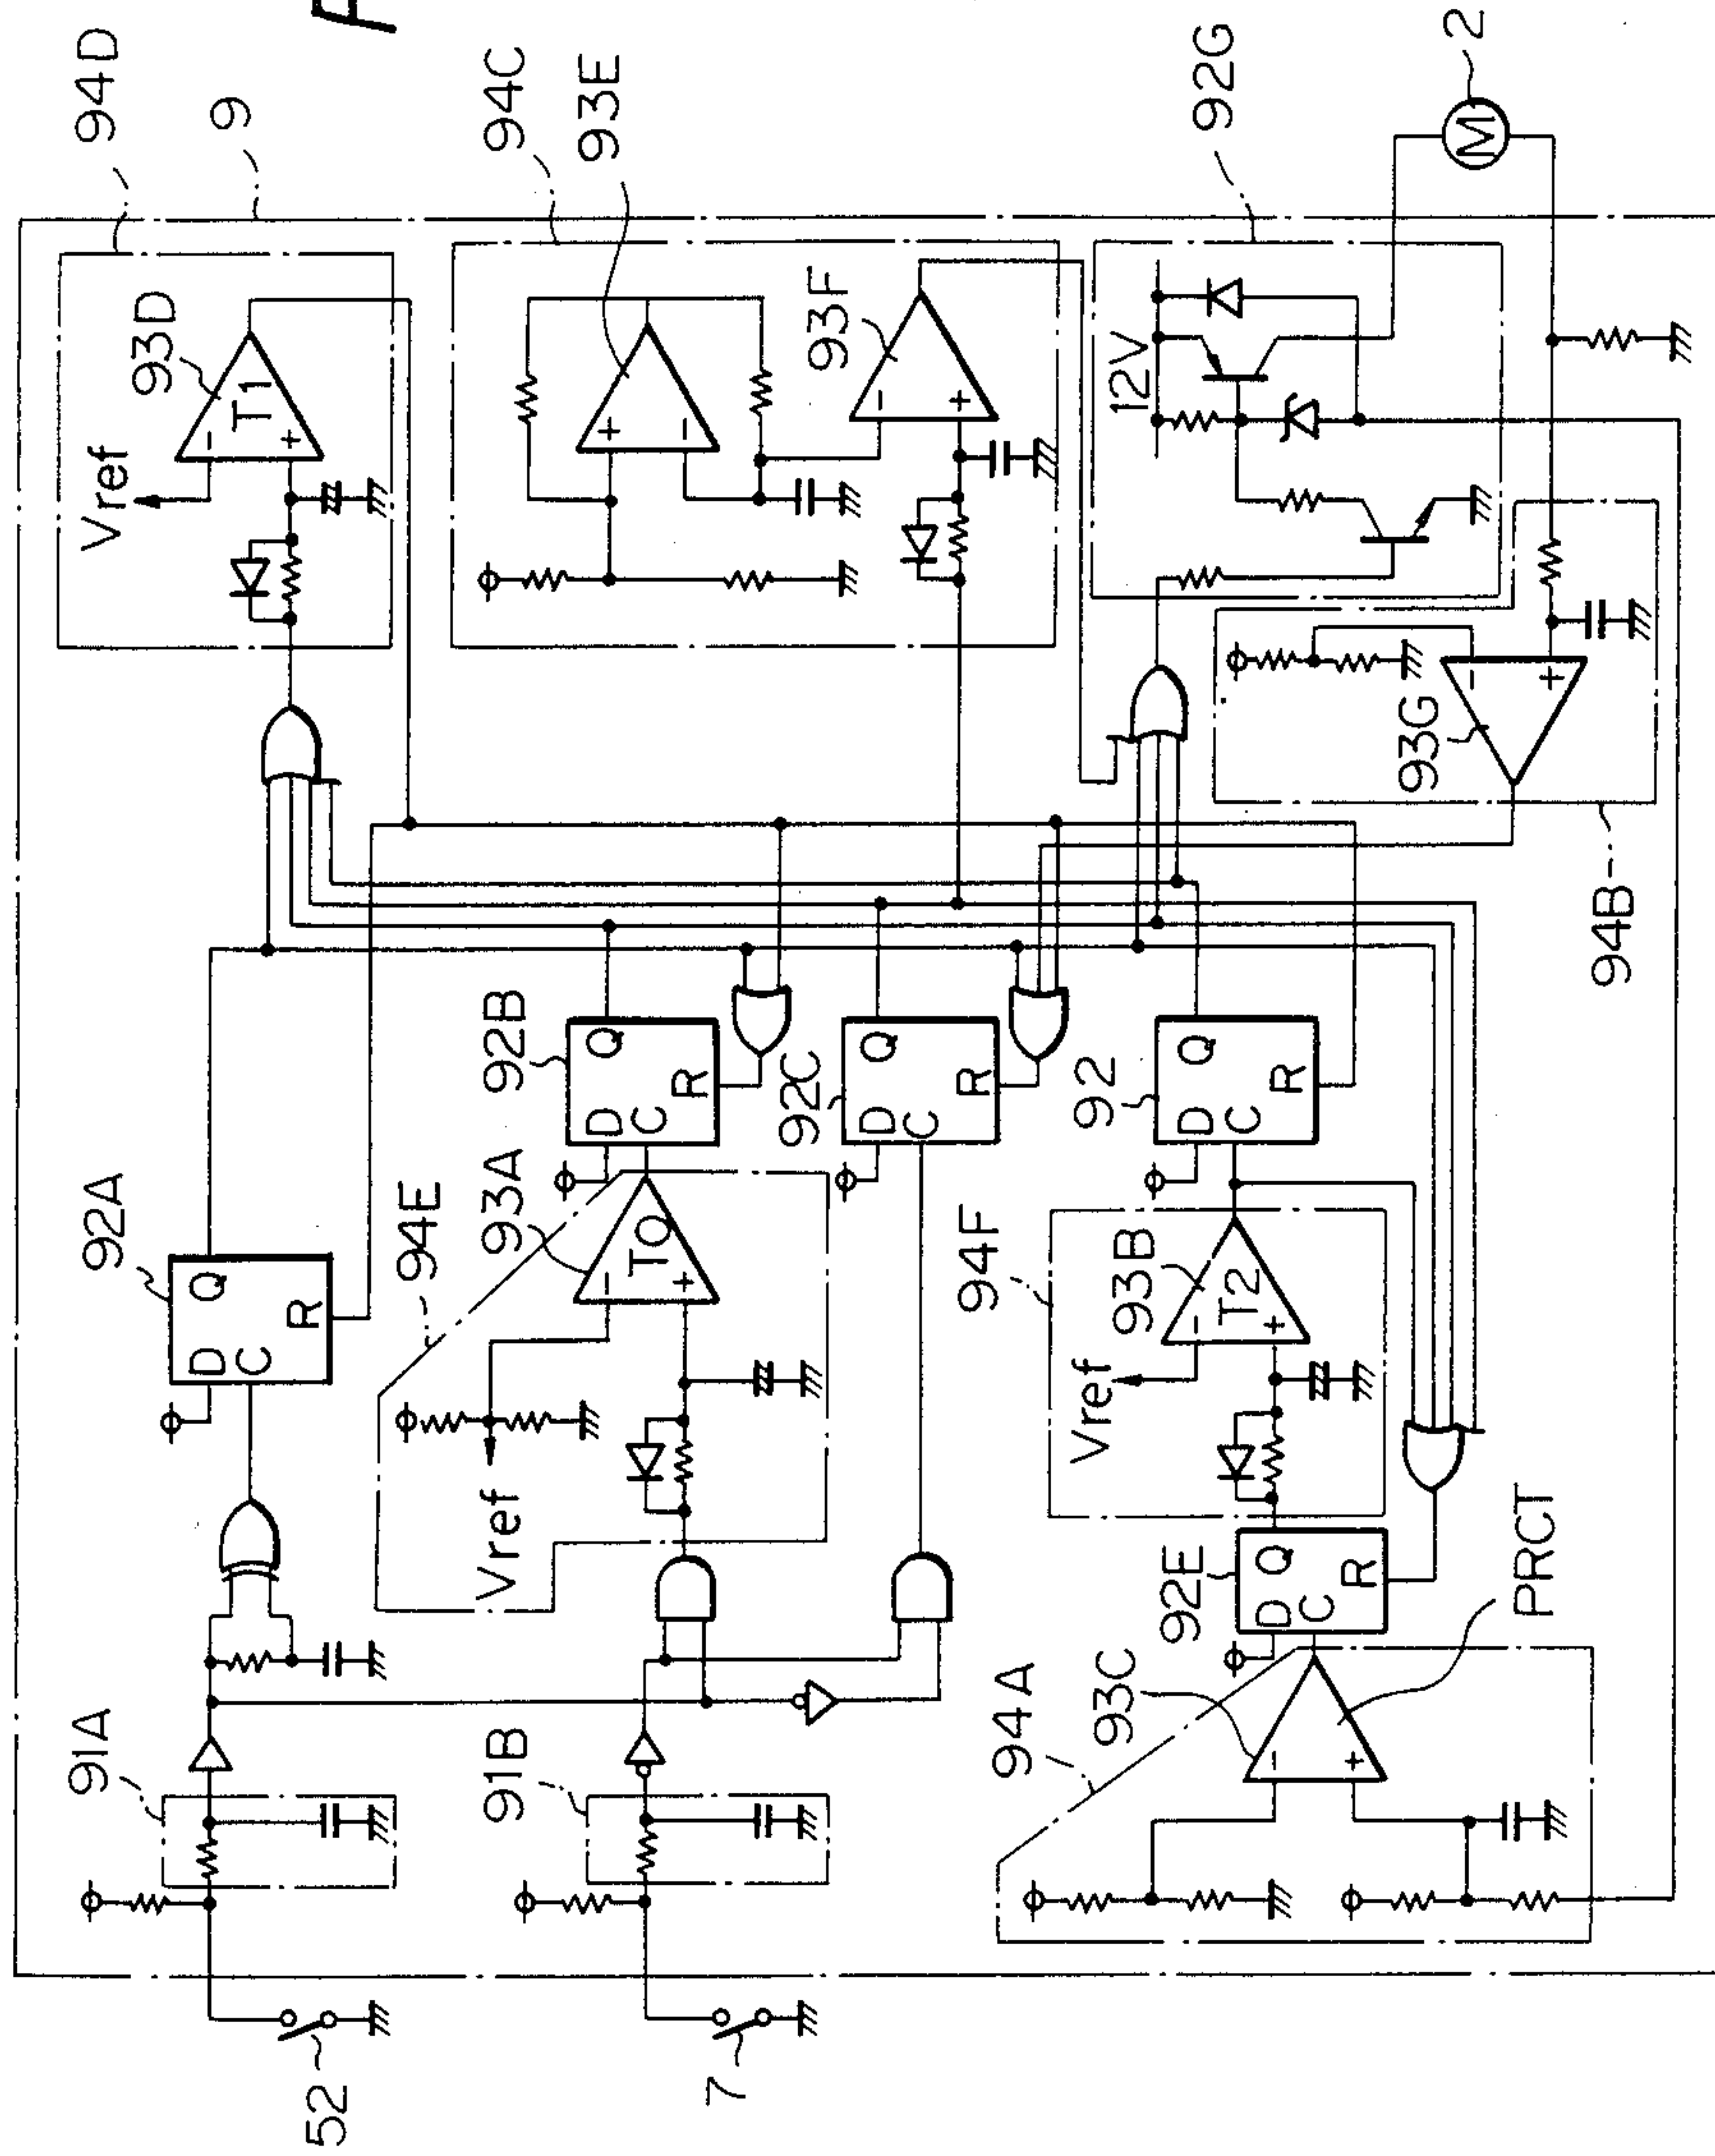 94D
9
94C
93E
92G
2
M
93D
T1
Vref
-
+
+
-
93F
-
+
12V
93G
-
+
94B
92A
D
Q
C
R
92B
D
Q
C
R
92C
D
Q
C
R
92
D
Q
C
R
94E
93A
T0
-
+
Vref
94F
93B
T2
-
+
Vref
92E
D
Q
C
R
PRCT
91A
91B
94A
93C
-
+
52
7